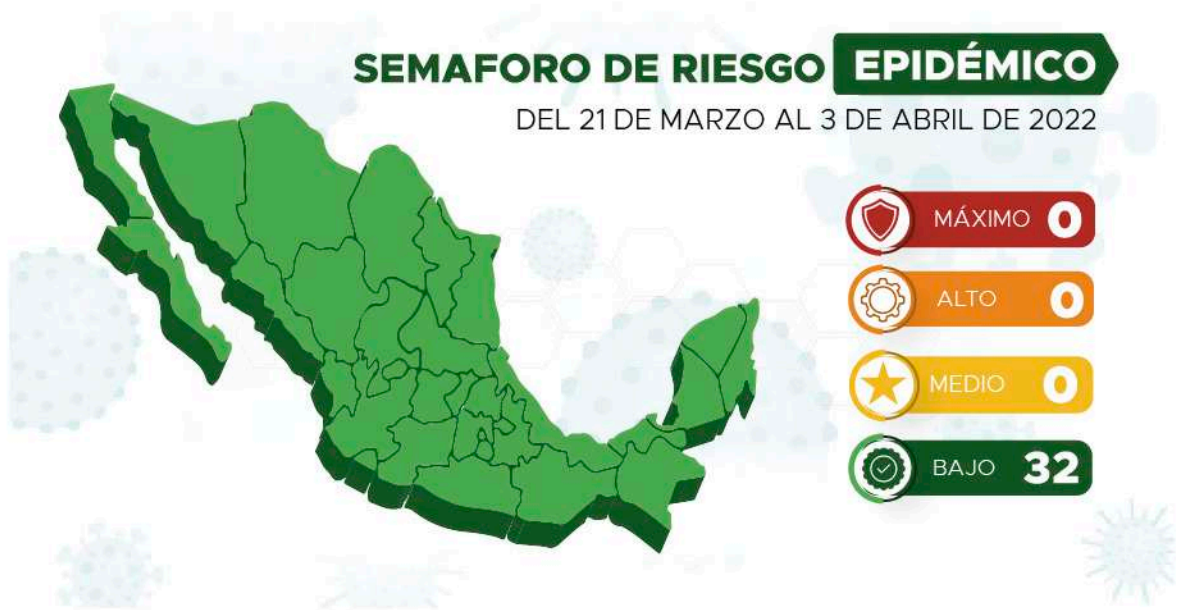 SEMAFORO DE RIESGO EPIDÉMICO
DEL 21 DE MARZO AL 3 DE ABRIL DE 2022
MÁXIMO 0
ALTO 0
MEDIO 0
BAJO 32